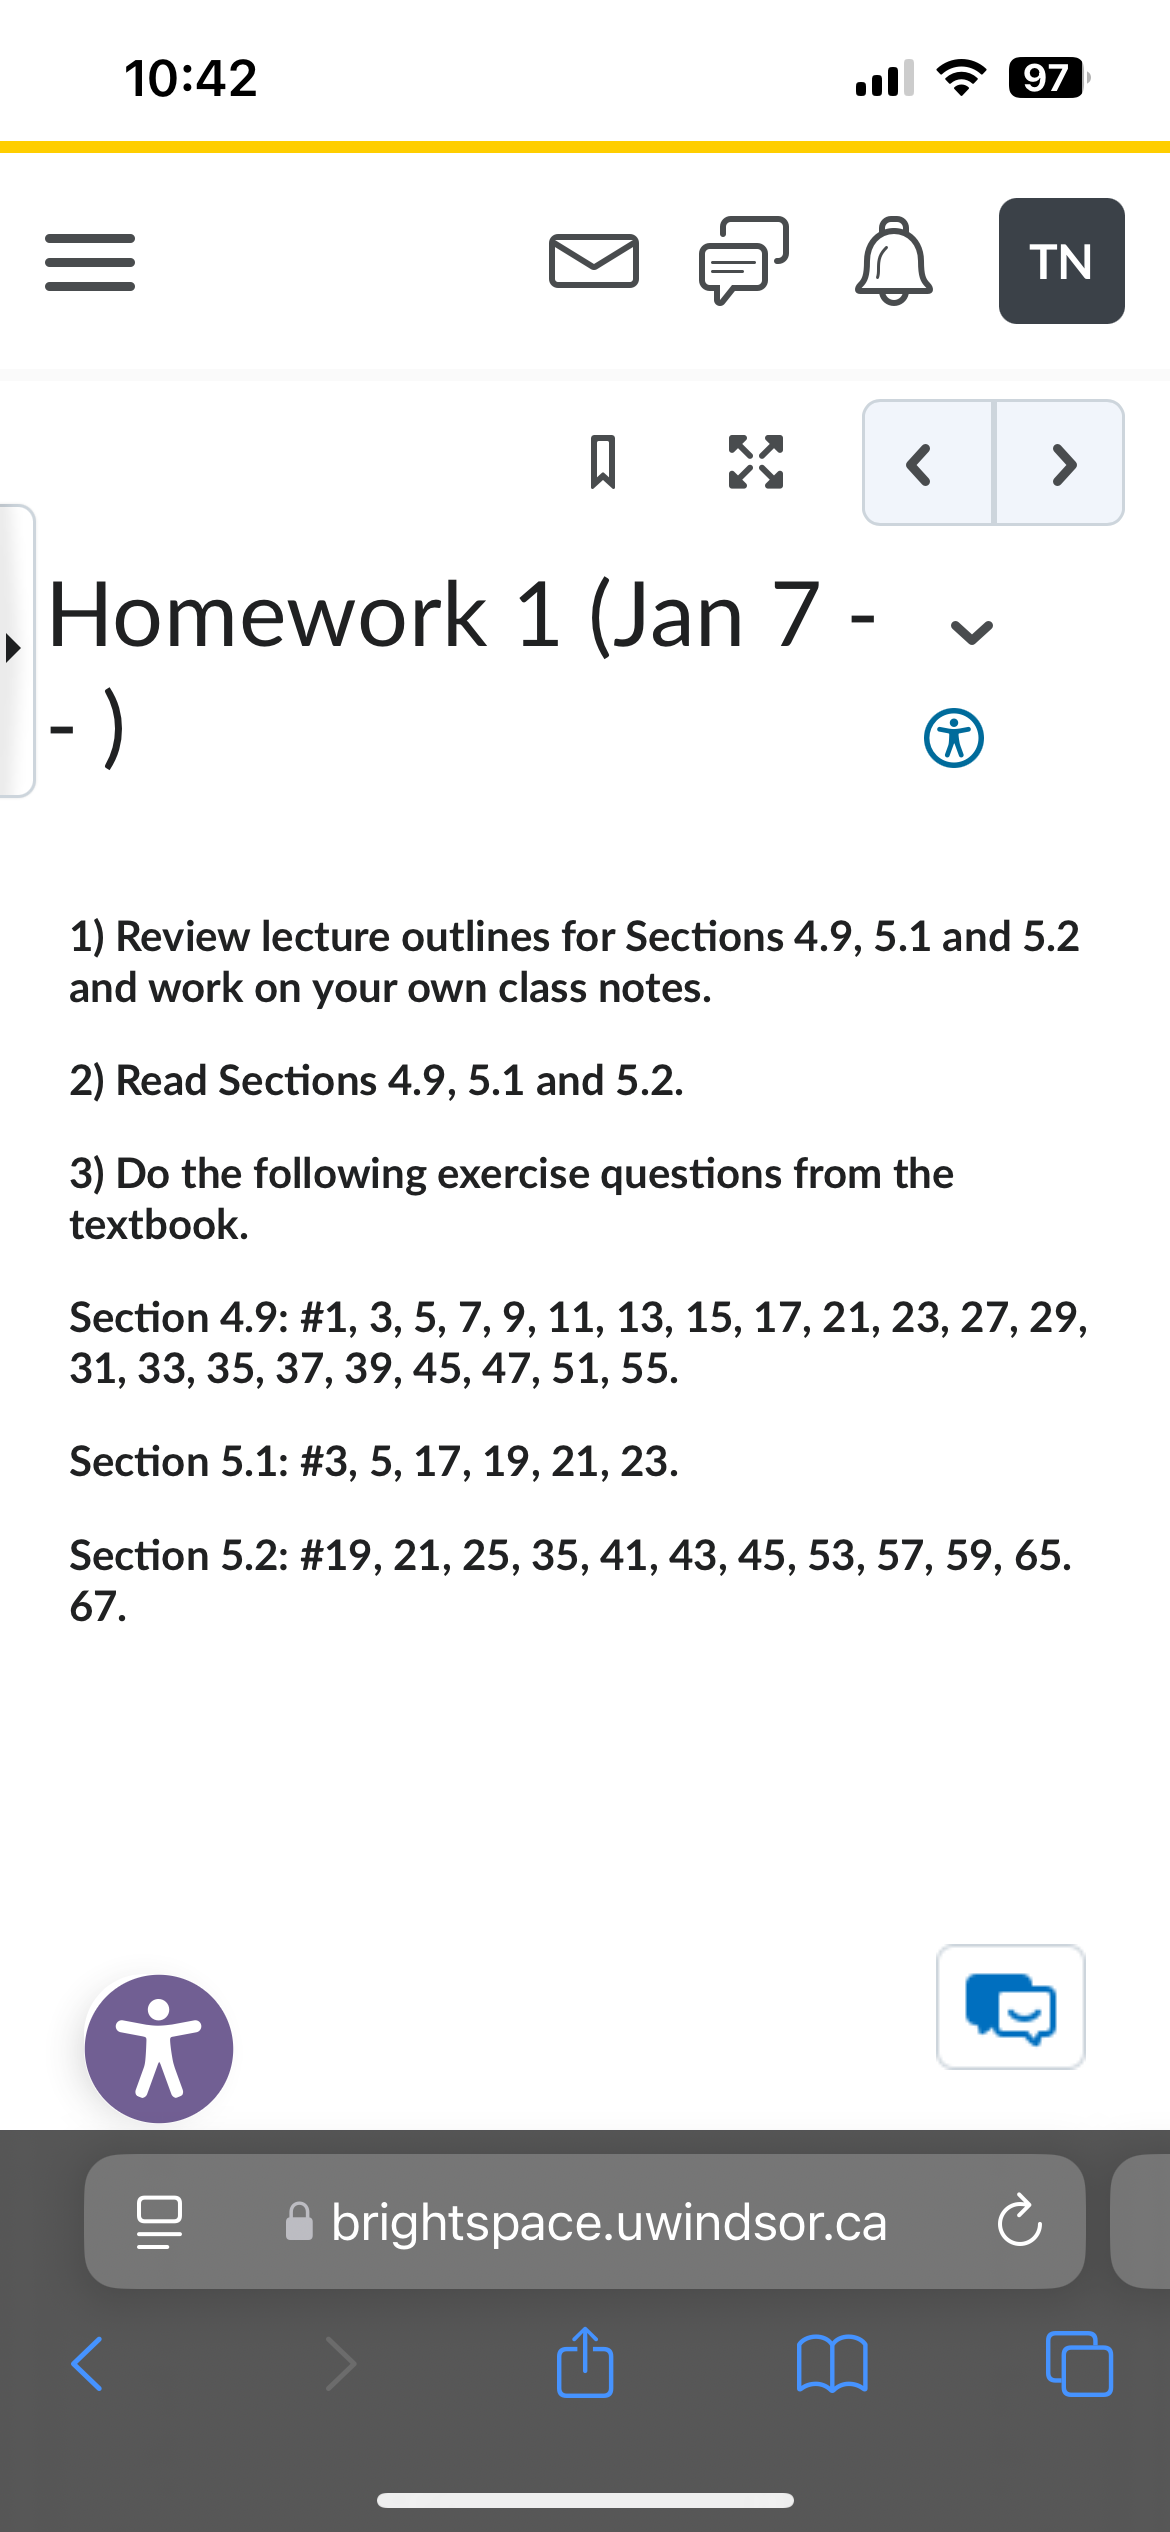 10:42
97
TN
Homework 1 (Jan 7 -
- )
1) Review lecture outlines for Sections 4.9, 5.1 and 5.2
and work on your own class notes.
2) Read Sections 4.9, 5.1 and 5.2.
3) Do the following exercise questions from the
textbook.
Section 4.9: #1, 3, 5, 7, 9, 11, 13, 15, 17, 21, 23, 27, 29,
31, 33, 35, 37, 39, 45, 47, 51, 55.
Section 5.1: #3, 5, 17, 19, 21, 23.
Section 5.2: #19, 21, 25, 35, 41, 43, 45, 53, 57, 59, 65.
67.
brightspace.uwindsor.ca